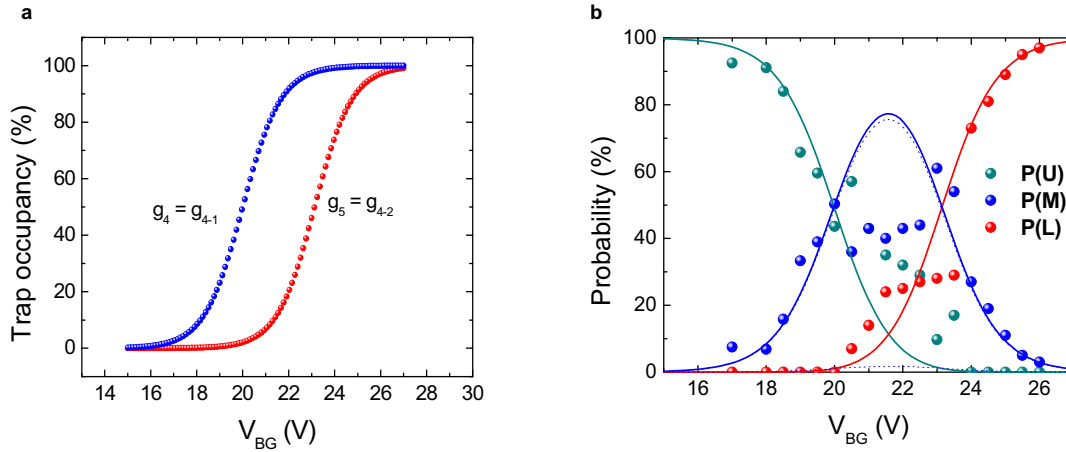 a
Trap occupancy (%)
100
80
60
40
20
0
g4 = g4-1
g5 = g4-2
14 16 18 20 22 24 26 28 30
VBG (V)
b
Probability (%)
100
80
60
40
20
0
P(U)
P(M)
P(L)
16 18 20 22 24 26
VBG (V)